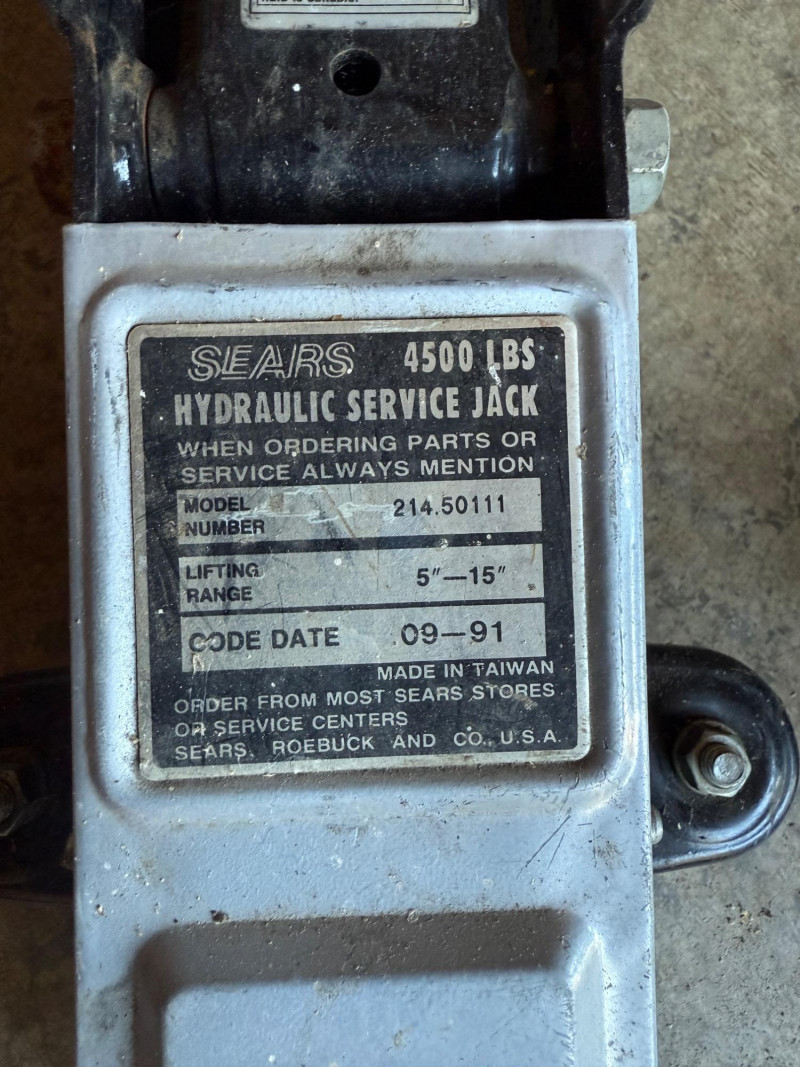 SEARS 4500 LBS
HYDRAULIC SERVICE JACK
WHEN ORDERING PARTS OR
SERVICE ALWAYS MENTION
MODEL NUMBER 214.50111
LIFTING RANGE 5"—15"
CODE DATE 09—91
MADE IN TAIWAN
ORDER FROM MOST SEARS STORES
OR SERVICE CENTERS
SEARS, ROEBUCK AND CO., U.S.A.